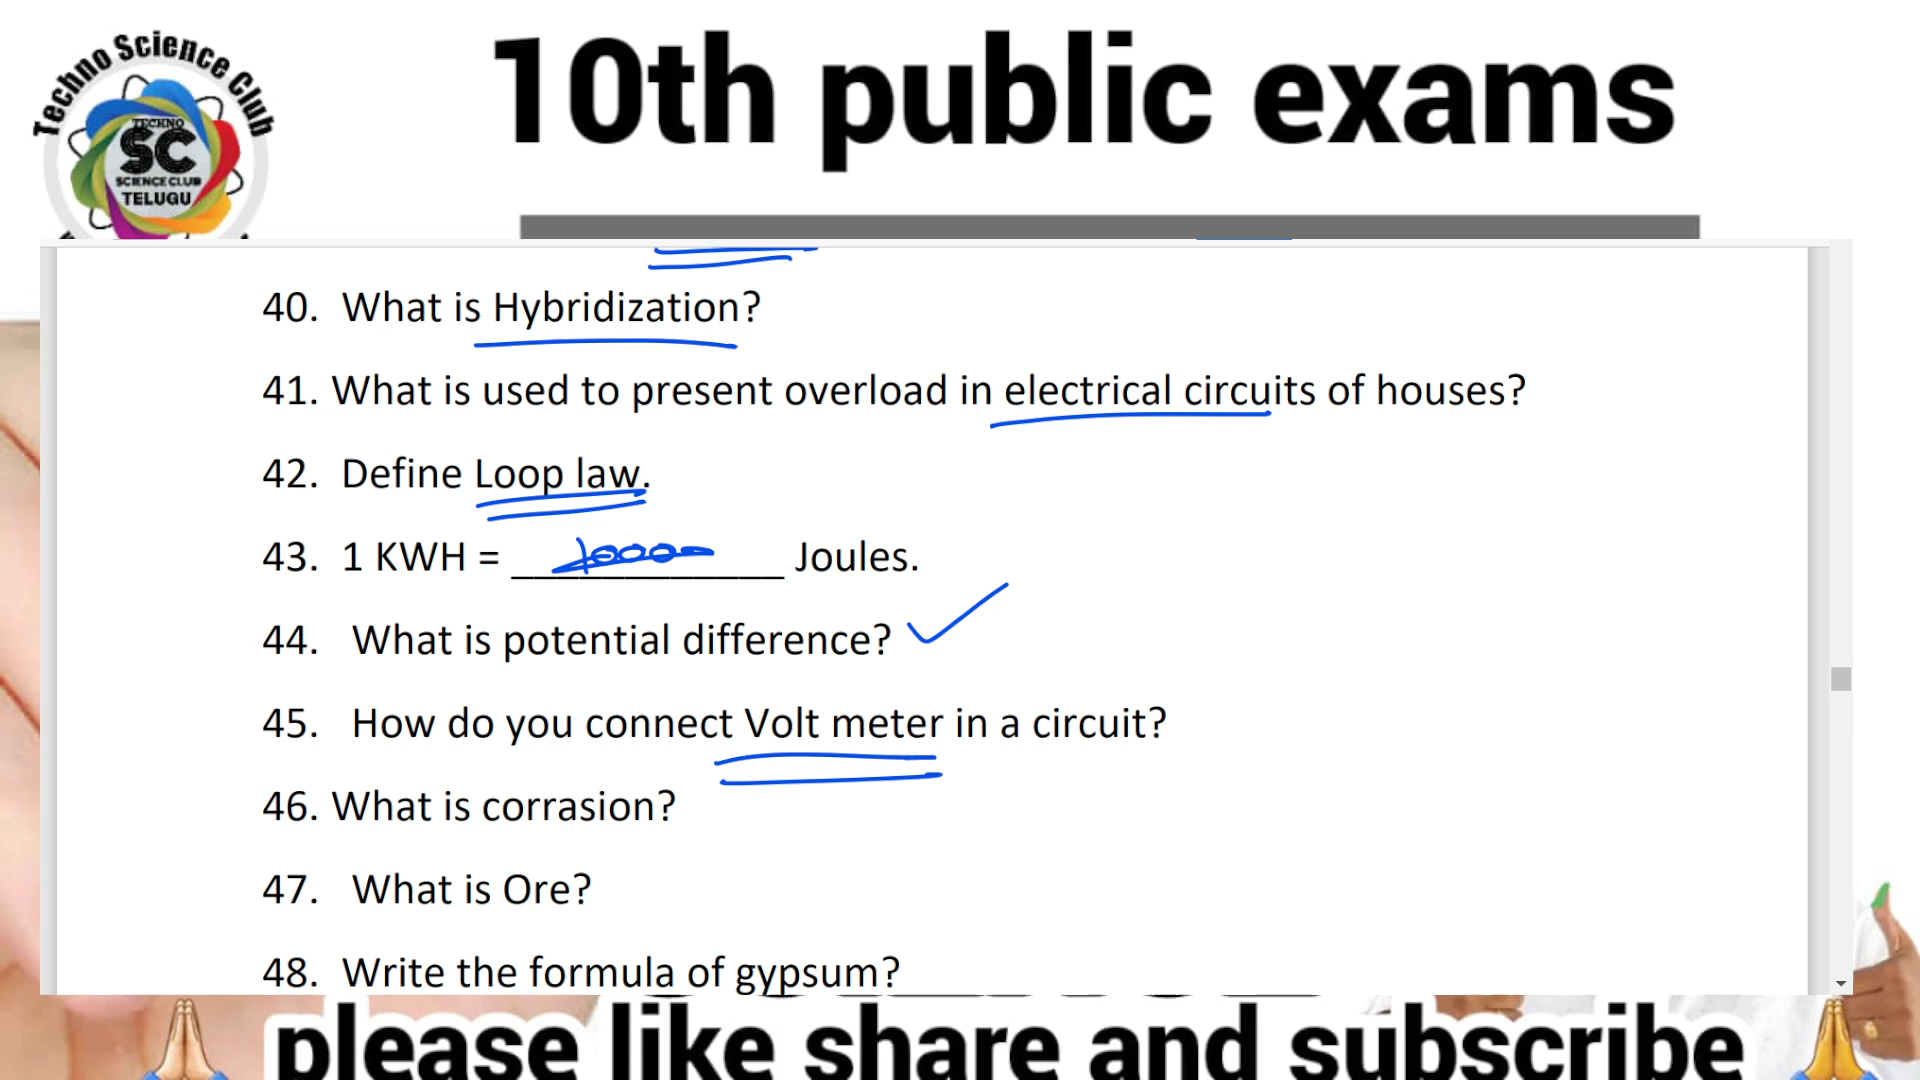 Techno Science Club
10th public exams
TECHNO
SC
SCIENCE CLUB
TELUGU
40. What is Hybridization?
41. What is used to present overload in electrical circuits of houses?
42. Define Loop law.
43. 1 KWH = ____________ Joules.
44. What is potential difference?
45. How do you connect Volt meter in a circuit?
46. What is corrasion?
47. What is Ore?
48. Write the formula of gypsum?
please like share and subscribe